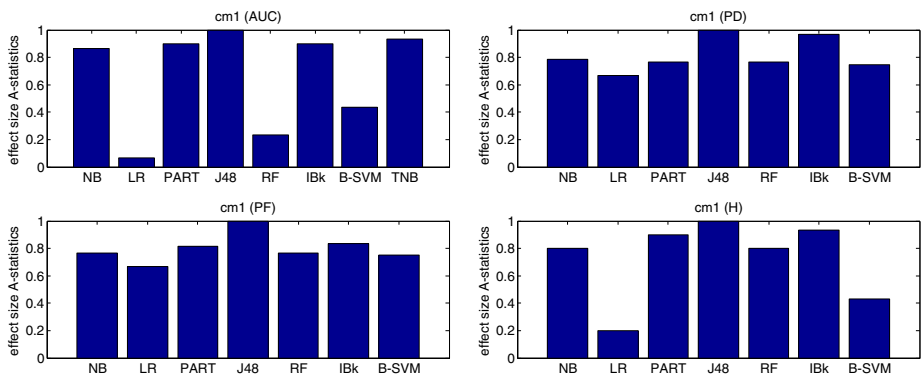 cm1 (AUC)
effect size A-statistics
1
0.8
0.6
0.4
0.2
0
NB LR PART J48 RF IBk B-SVM TNB
cm1 (PD)
effect size A-statistics
1
0.8
0.6
0.4
0.2
0
NB LR PART J48 RF IBk B-SVM
cm1 (PF)
effect size A-statistics
1
0.8
0.6
0.4
0.2
0
NB LR PART J48 RF IBk B-SVM
cm1 (H)
effect size A-statistics
1
0.8
0.6
0.4
0.2
0
NB LR PART J48 RF IBk B-SVM